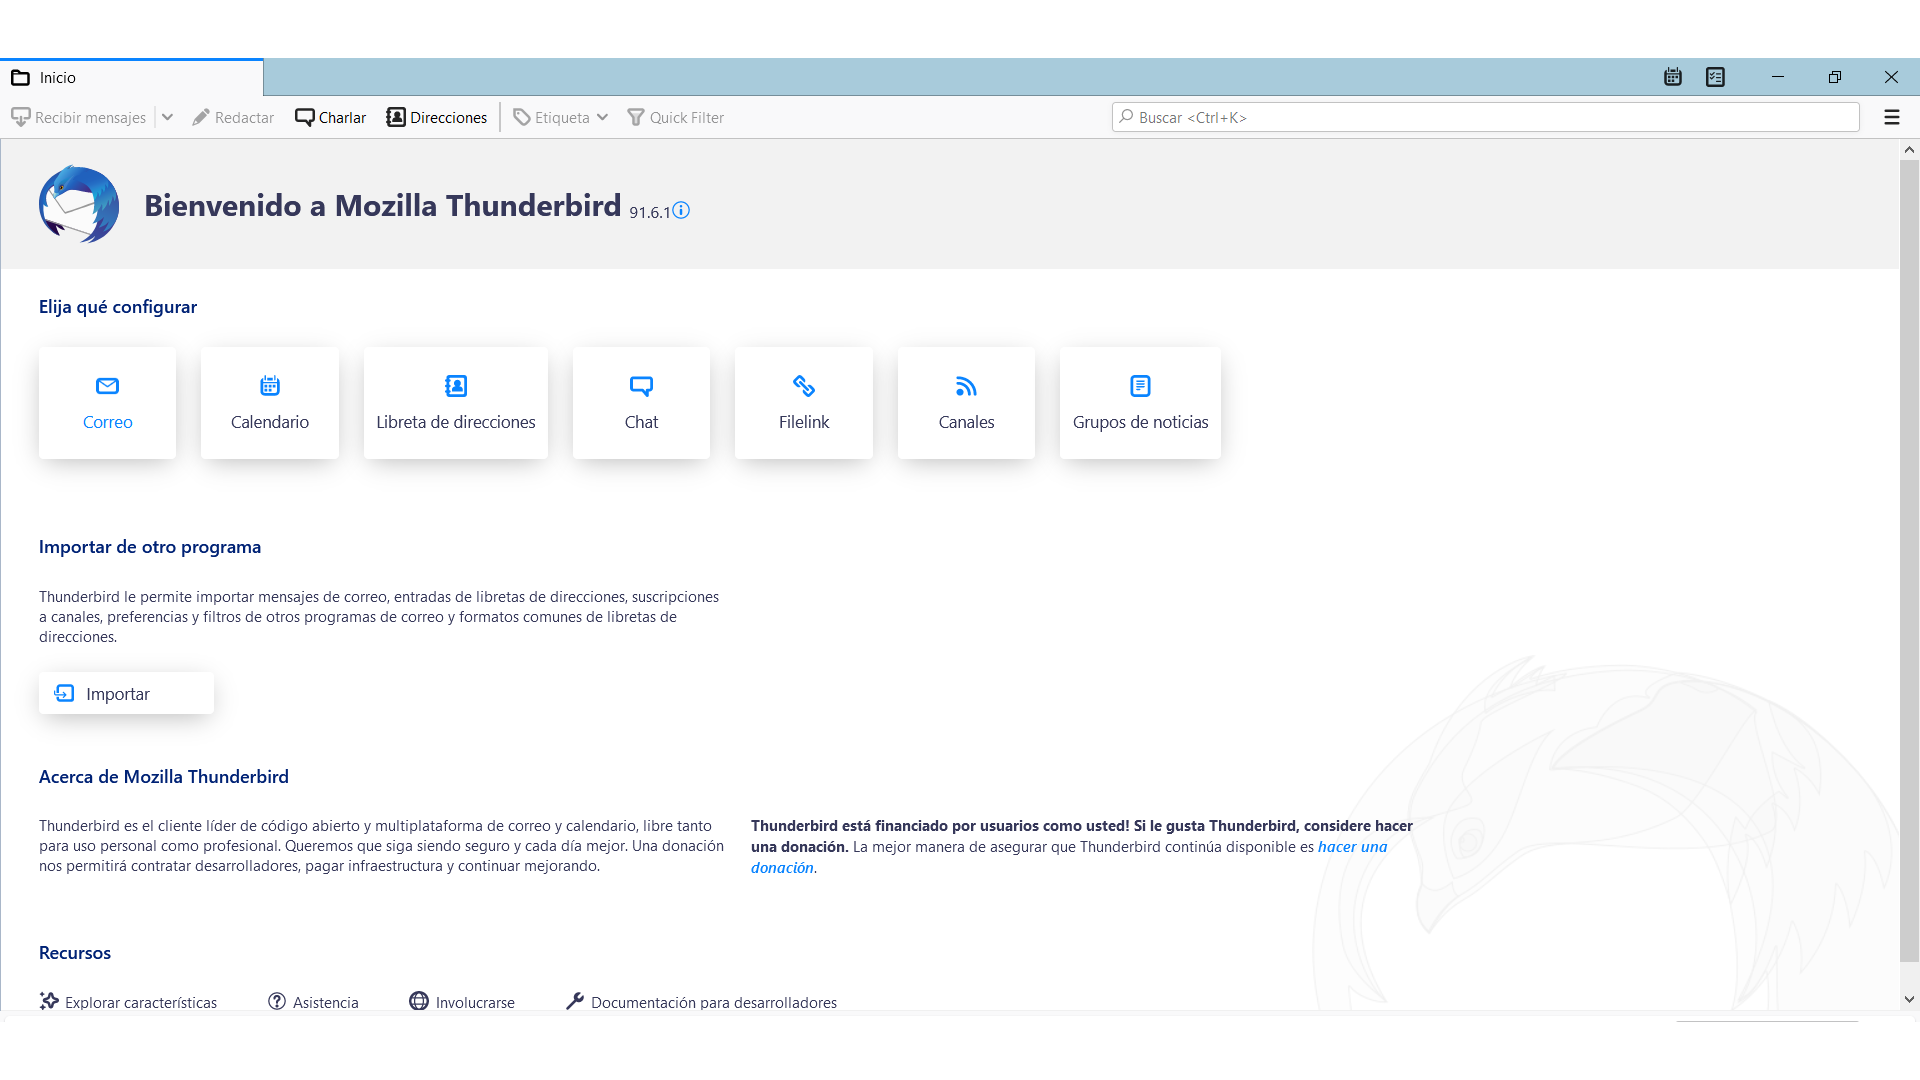 Inicio
Recibir mensajes Redactar Charlar Direcciones Etiqueta Quick Filter Buscar <Ctrl+K>
Bienvenido a Mozilla Thunderbird 91.6.1
Elija qué configurar
Correo Calendario Libreta de direcciones Chat Filelink Canales Grupos de noticias
Importar de otro programa
Thunderbird le permite importar mensajes de correo, entradas de libretas de direcciones, suscripciones
a canales, preferencias y filtros de otros programas de correo y formatos comunes de libretas de
direcciones.
Importar
Acerca de Mozilla Thunderbird
Thunderbird es el cliente líder de código abierto y multiplataforma de correo y calendario, libre tanto
para uso personal como profesional. Queremos que siga siendo seguro y cada día mejor. Una donación
nos permitirá contratar desarrolladores, pagar infraestructura y continuar mejorando.
Thunderbird está financiado por usuarios como usted! Si le gusta Thunderbird, considere hacer
una donación. La mejor manera de asegurar que Thunderbird continúa disponible es hacer una
donación.
Recursos
Explorar características Asistencia Involucrarse Documentación para desarrolladores